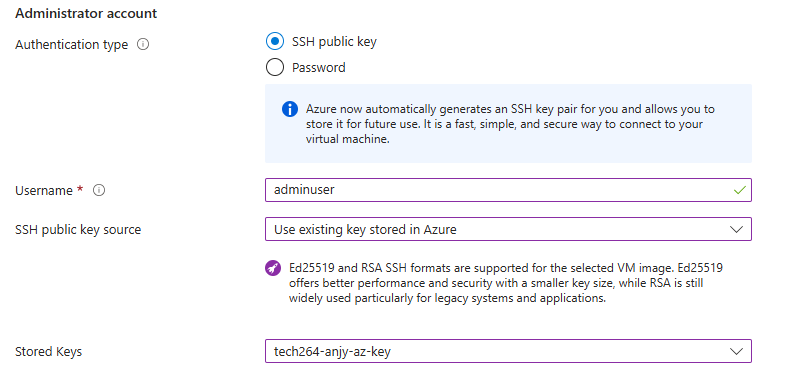 Administrator account
Authentication type
SSH public key
Password
Azure now automatically generates an SSH key pair for you and allows you to
store it for future use. It is a fast, simple, and secure way to connect to your
virtual machine.
Username *
adminuser
SSH public key source
Use existing key stored in Azure
Ed25519 and RSA SSH formats are supported for the selected VM image. Ed25519
offers better performance and security with a smaller key size, while RSA is still
widely used particularly for legacy systems and applications.
Stored Keys
tech264-anjy-az-key